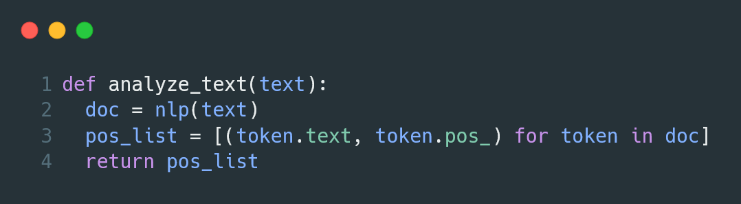 1 def analyze_text(text):
2   doc = nlp(text)
3   pos_list = [(token.text, token.pos_) for token in doc]
4   return pos_list